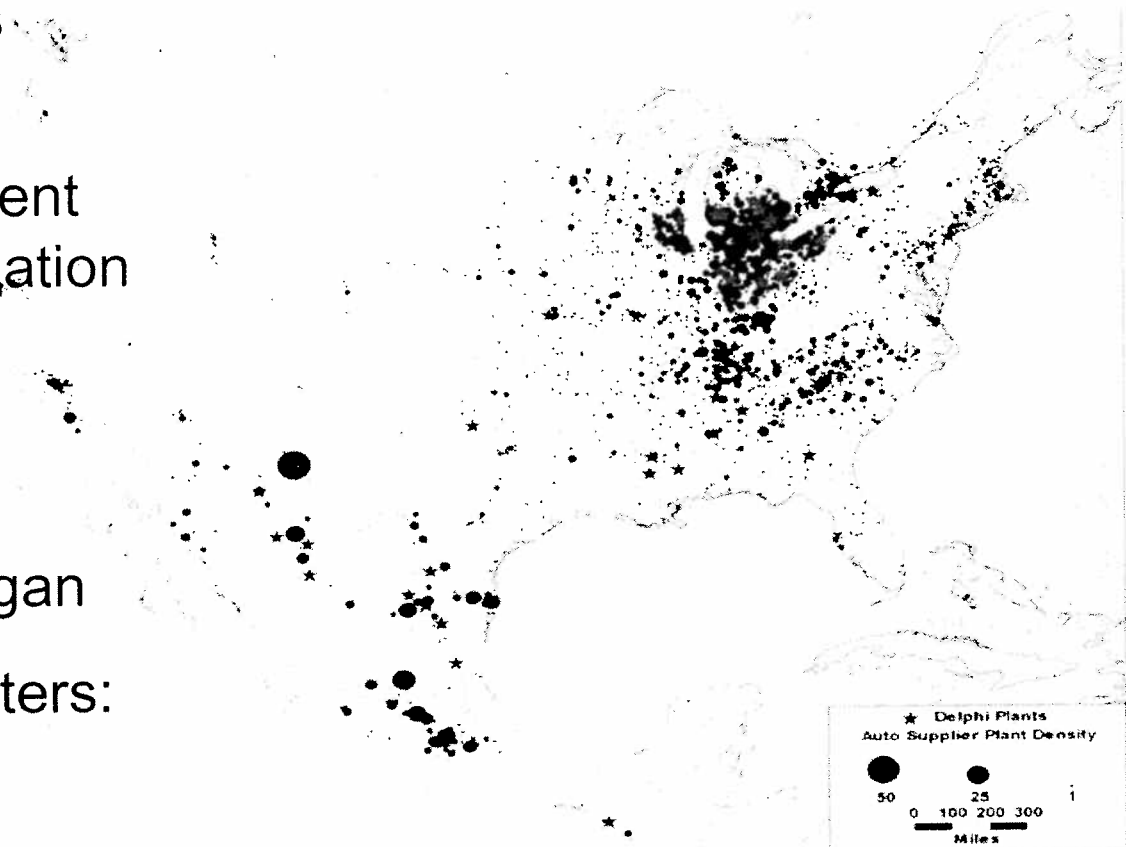 ent
ation
gan
ters:
★ Delphi Plants
Auto Supplier Plant Density
50 25 1
0 100 200 300
Miles